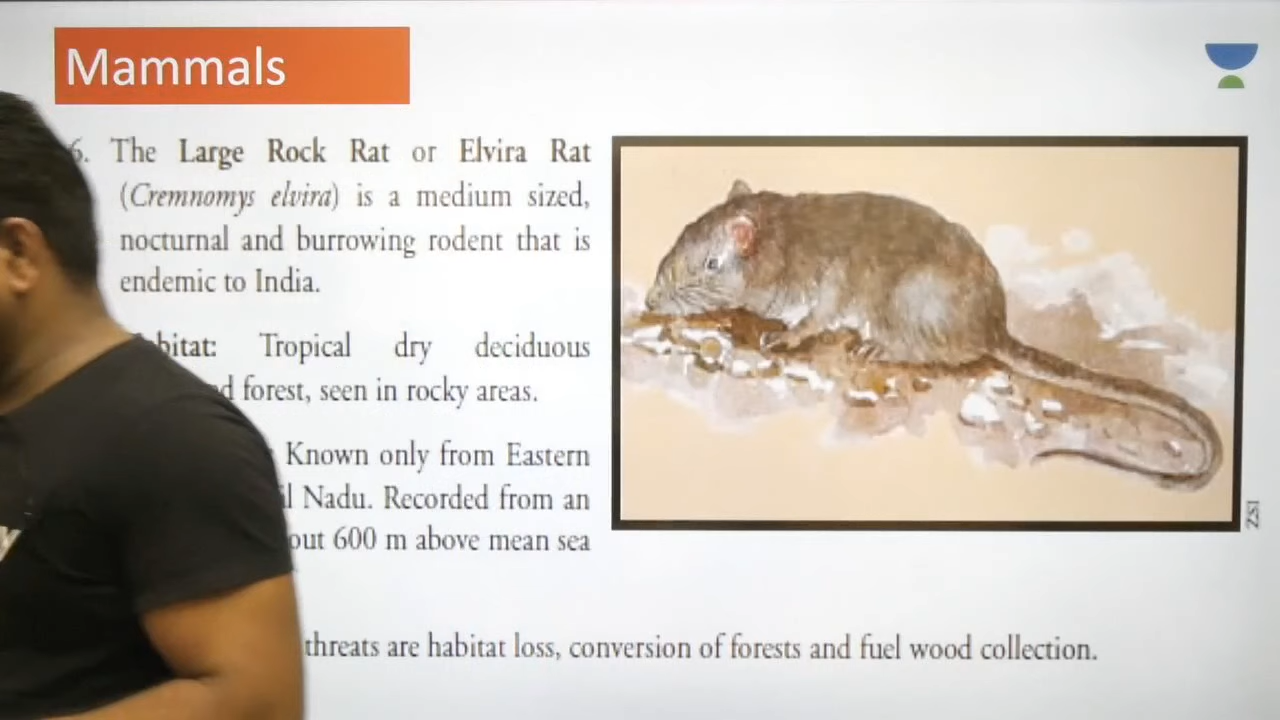 Mammals
6. The Large Rock Rat or Elvira Rat
(Cremnomys elvira) is a medium sized,
nocturnal and burrowing rodent that is
endemic to India.
bitat: Tropical dry deciduous
d forest, seen in rocky areas.
Known only from Eastern
il Nadu. Recorded from an
out 600 m above mean sea
threats are habitat loss, conversion of forests and fuel wood collection.
ZSI